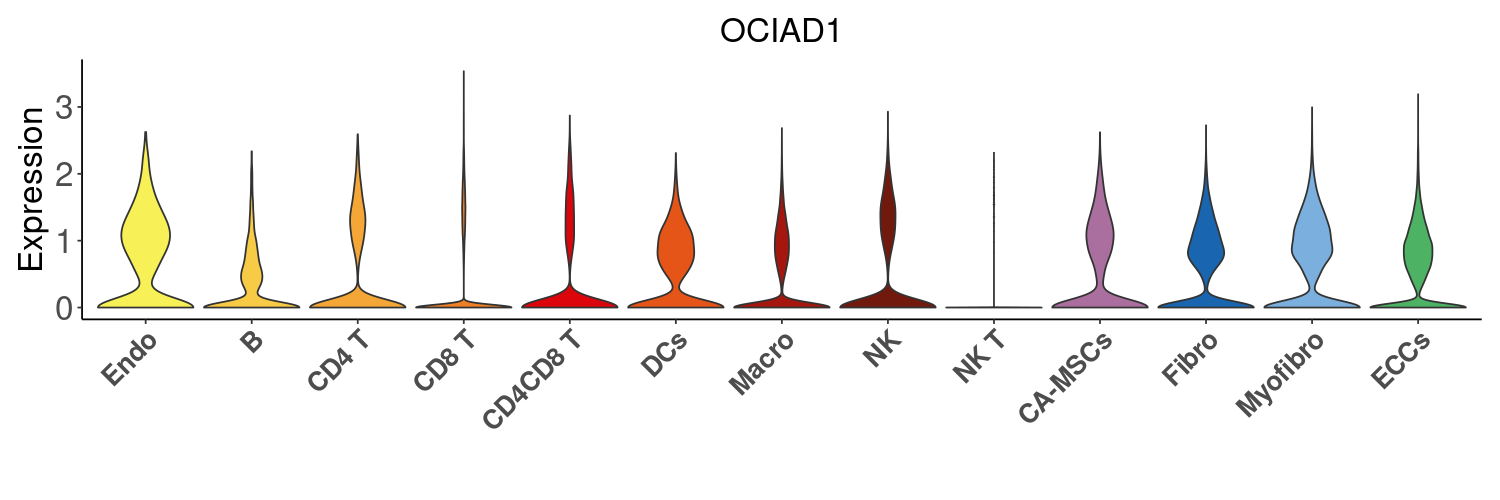 OCIAD1
Expression
3
2
1
0
Endo
B
CD4 T
CD8 T
CD4CD8 T
DCs
Macro
NK
NK T
CA-MSCs
Fibro
Myofibro
ECCs